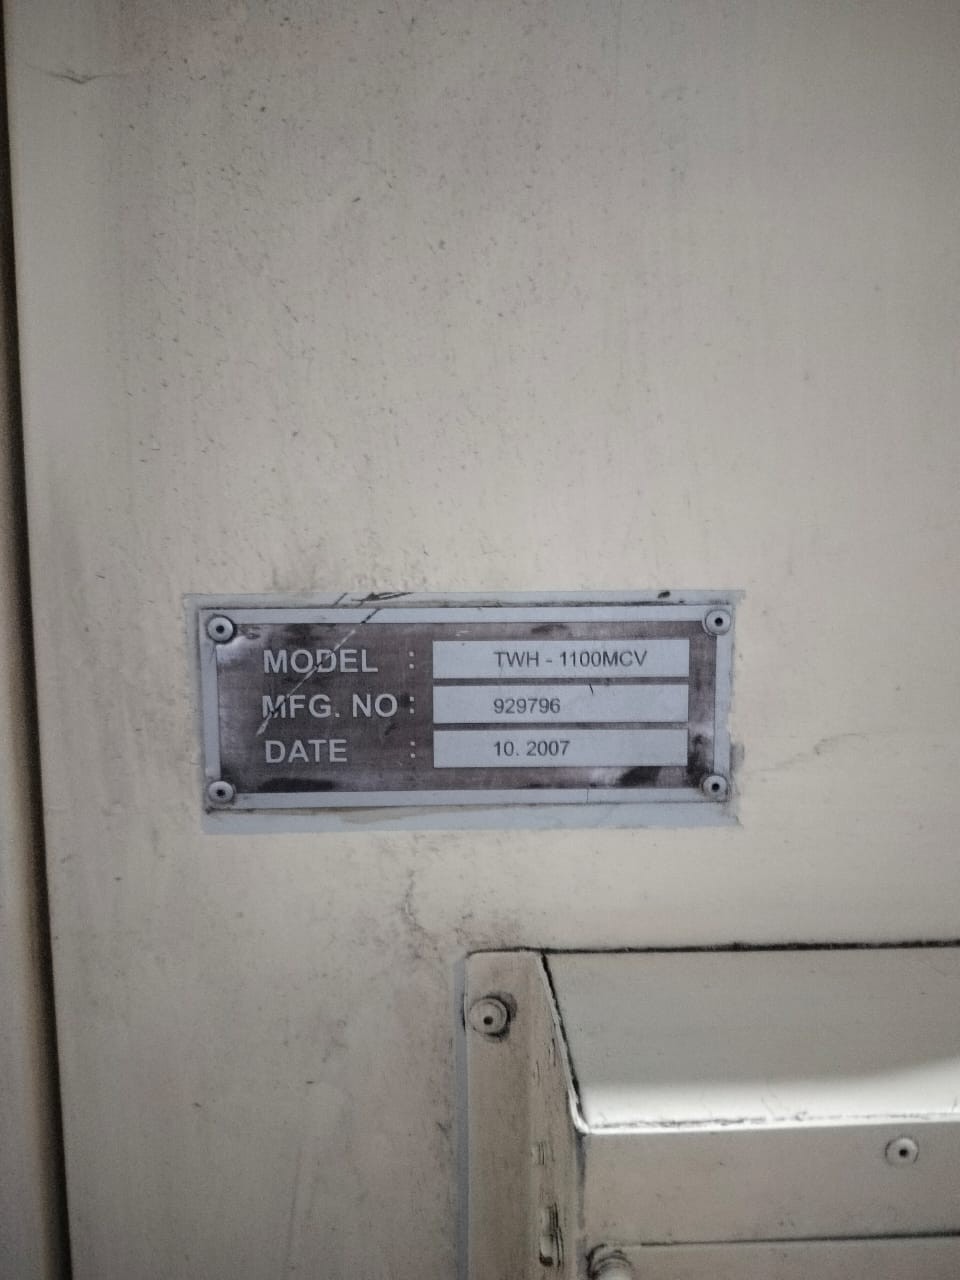 MODEL : TWH - 1100MCV
MFG. NO : 929796
DATE : 10. 2007